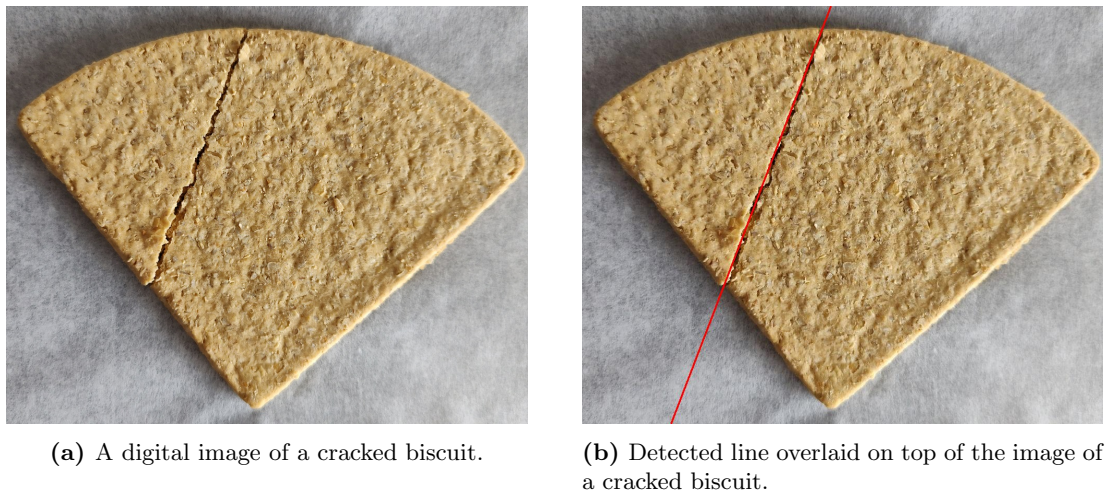 (a) A digital image of a cracked biscuit.
(b) Detected line overlaid on top of the image of
a cracked biscuit.